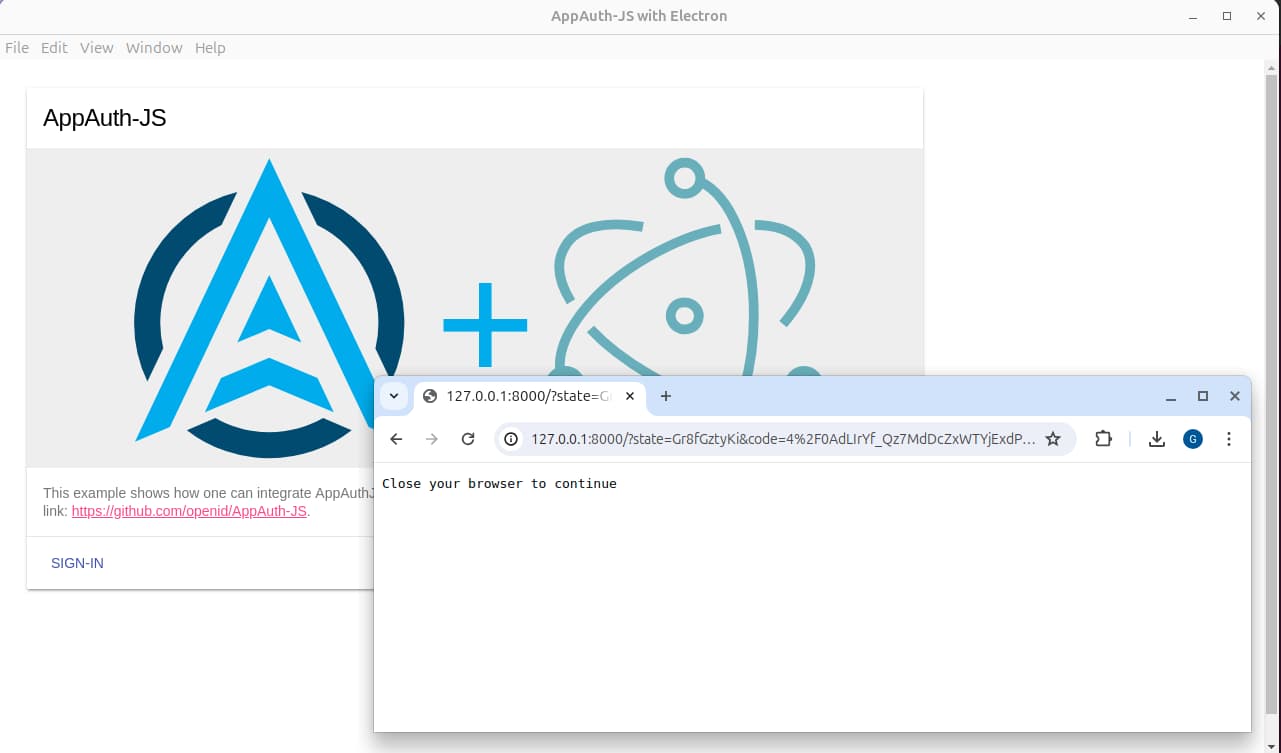 AppAuth-JS with Electron
File Edit View Window Help
AppAuth-JS
127.0.0.1:8000/?state=G
127.0.0.1:8000/?state=Gr8fGztyKi&code=4%2F0AdLIrYf_Qz7MdDcZxWTYjExdP...
G
Close your browser to continue
This example shows how one can integrate AppAuthJ
link: https://github.com/openid/AppAuth-JS.
SIGN-IN